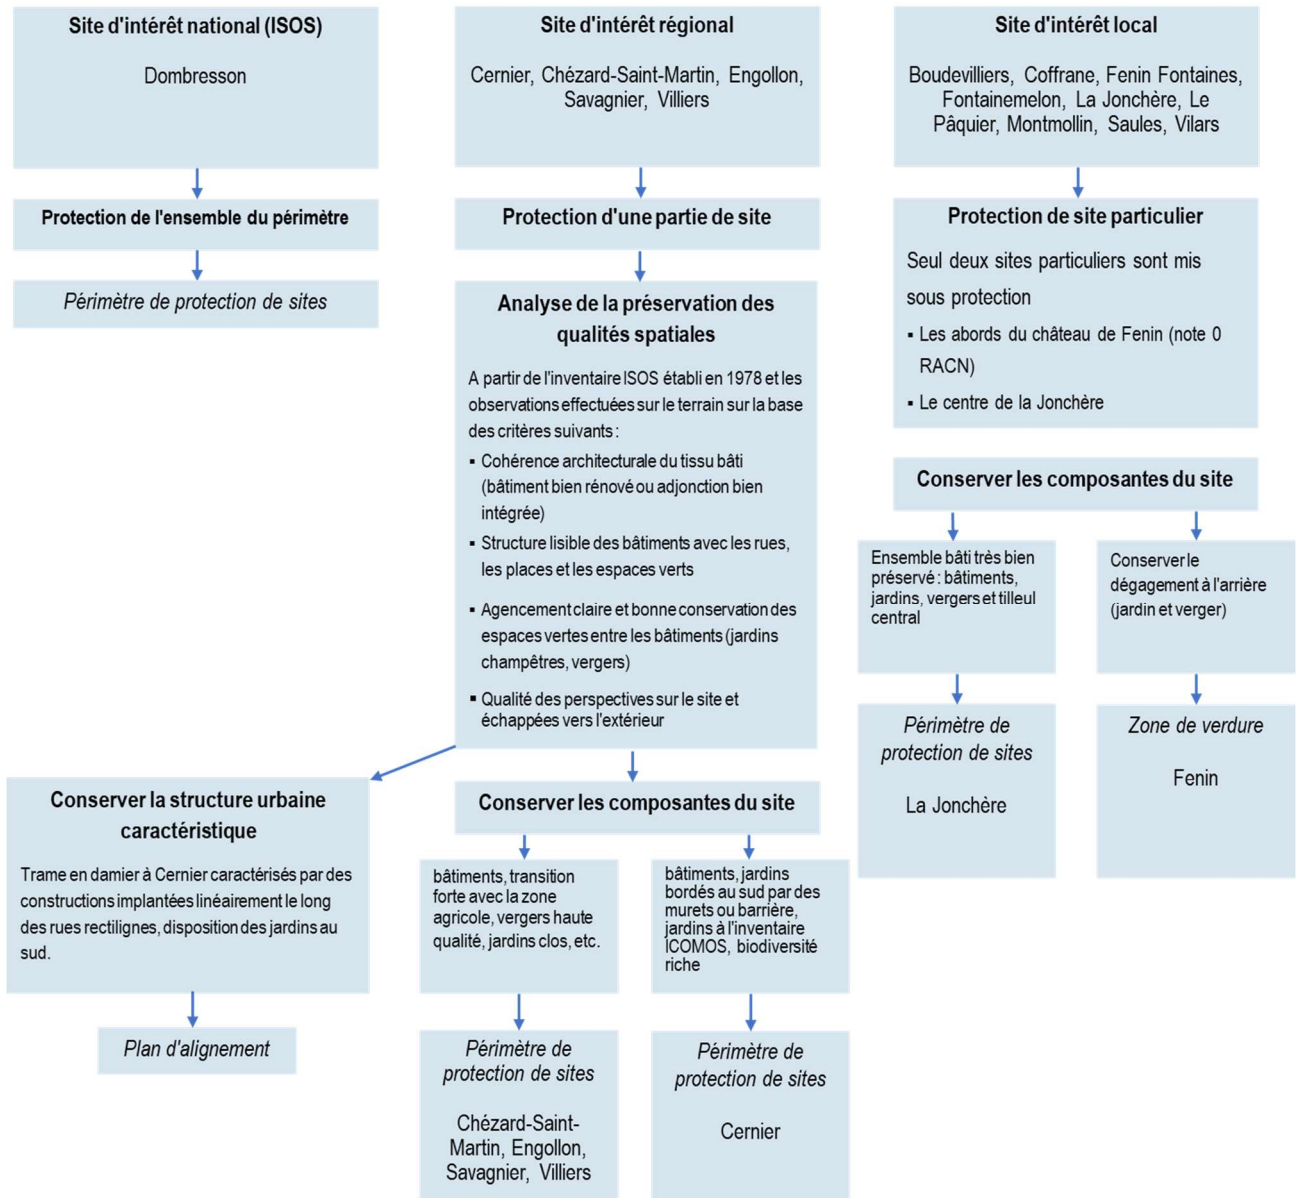 Site d'intérêt national (ISOS)
Dombresson
Protection de l'ensemble du périmètre
Périmètre de protection de sites
Site d'intérêt régional
Cernier, Chézard-Saint-Martin, Engollon,
Savagnier, Villiers
Protection d'une partie de site
Analyse de la préservation des
qualités spatiales
A partir de l'inventaire ISOS établi en 1978 et les
observations effectuées sur le terrain sur la base
des critères suivants :
▪ Cohérence architecturale du tissu bâti
(bâtiment bien rénové ou adjonction bien
intégrée)
▪ Structure lisible des bâtiments avec les rues,
les places et les espaces verts
▪ Agencement claire et bonne conservation des
espaces vertes entre les bâtiments (jardins
champêtres, vergers)
▪ Qualité des perspectives sur le site et
échappées vers l'extérieur
Conserver la structure urbaine
caractéristique
Trame en damier à Cernier caractérisés par des
constructions implantées linéairement le long
des rues rectilignes, disposition des jardins au
sud.
Plan d'alignement
Conserver les composantes du site
bâtiments, transition
forte avec la zone
agricole, vergers haute
qualité, jardins clos, etc.
Périmètre de
protection de sites
Chézard-Saint-
Martin, Engollon,
Savagnier, Villiers
bâtiments, jardins
bordés au sud par des
murets ou barrière,
jardins à l'inventaire
ICOMOS, biodiversité
riche
Périmètre de
protection de sites
Cernier
Site d'intérêt local
Boudevilliers, Coffrane, Fenin Fontaines,
Fontainemelon, La Jonchère, Le
Pâquier, Montmollin, Saules, Vilars
Protection de site particulier
Seul deux sites particuliers sont mis
sous protection
▪ Les abords du château de Fenin (note 0
RACN)
▪ Le centre de la Jonchère
Conserver les composantes du site
Ensemble bâti très bien
préservé : bâtiments,
jardins, vergers et tilleul
central
Périmètre de
protection de sites
La Jonchère
Conserver le
dégagement à l'arrière
(jardin et verger)
Zone de verdure
Fenin